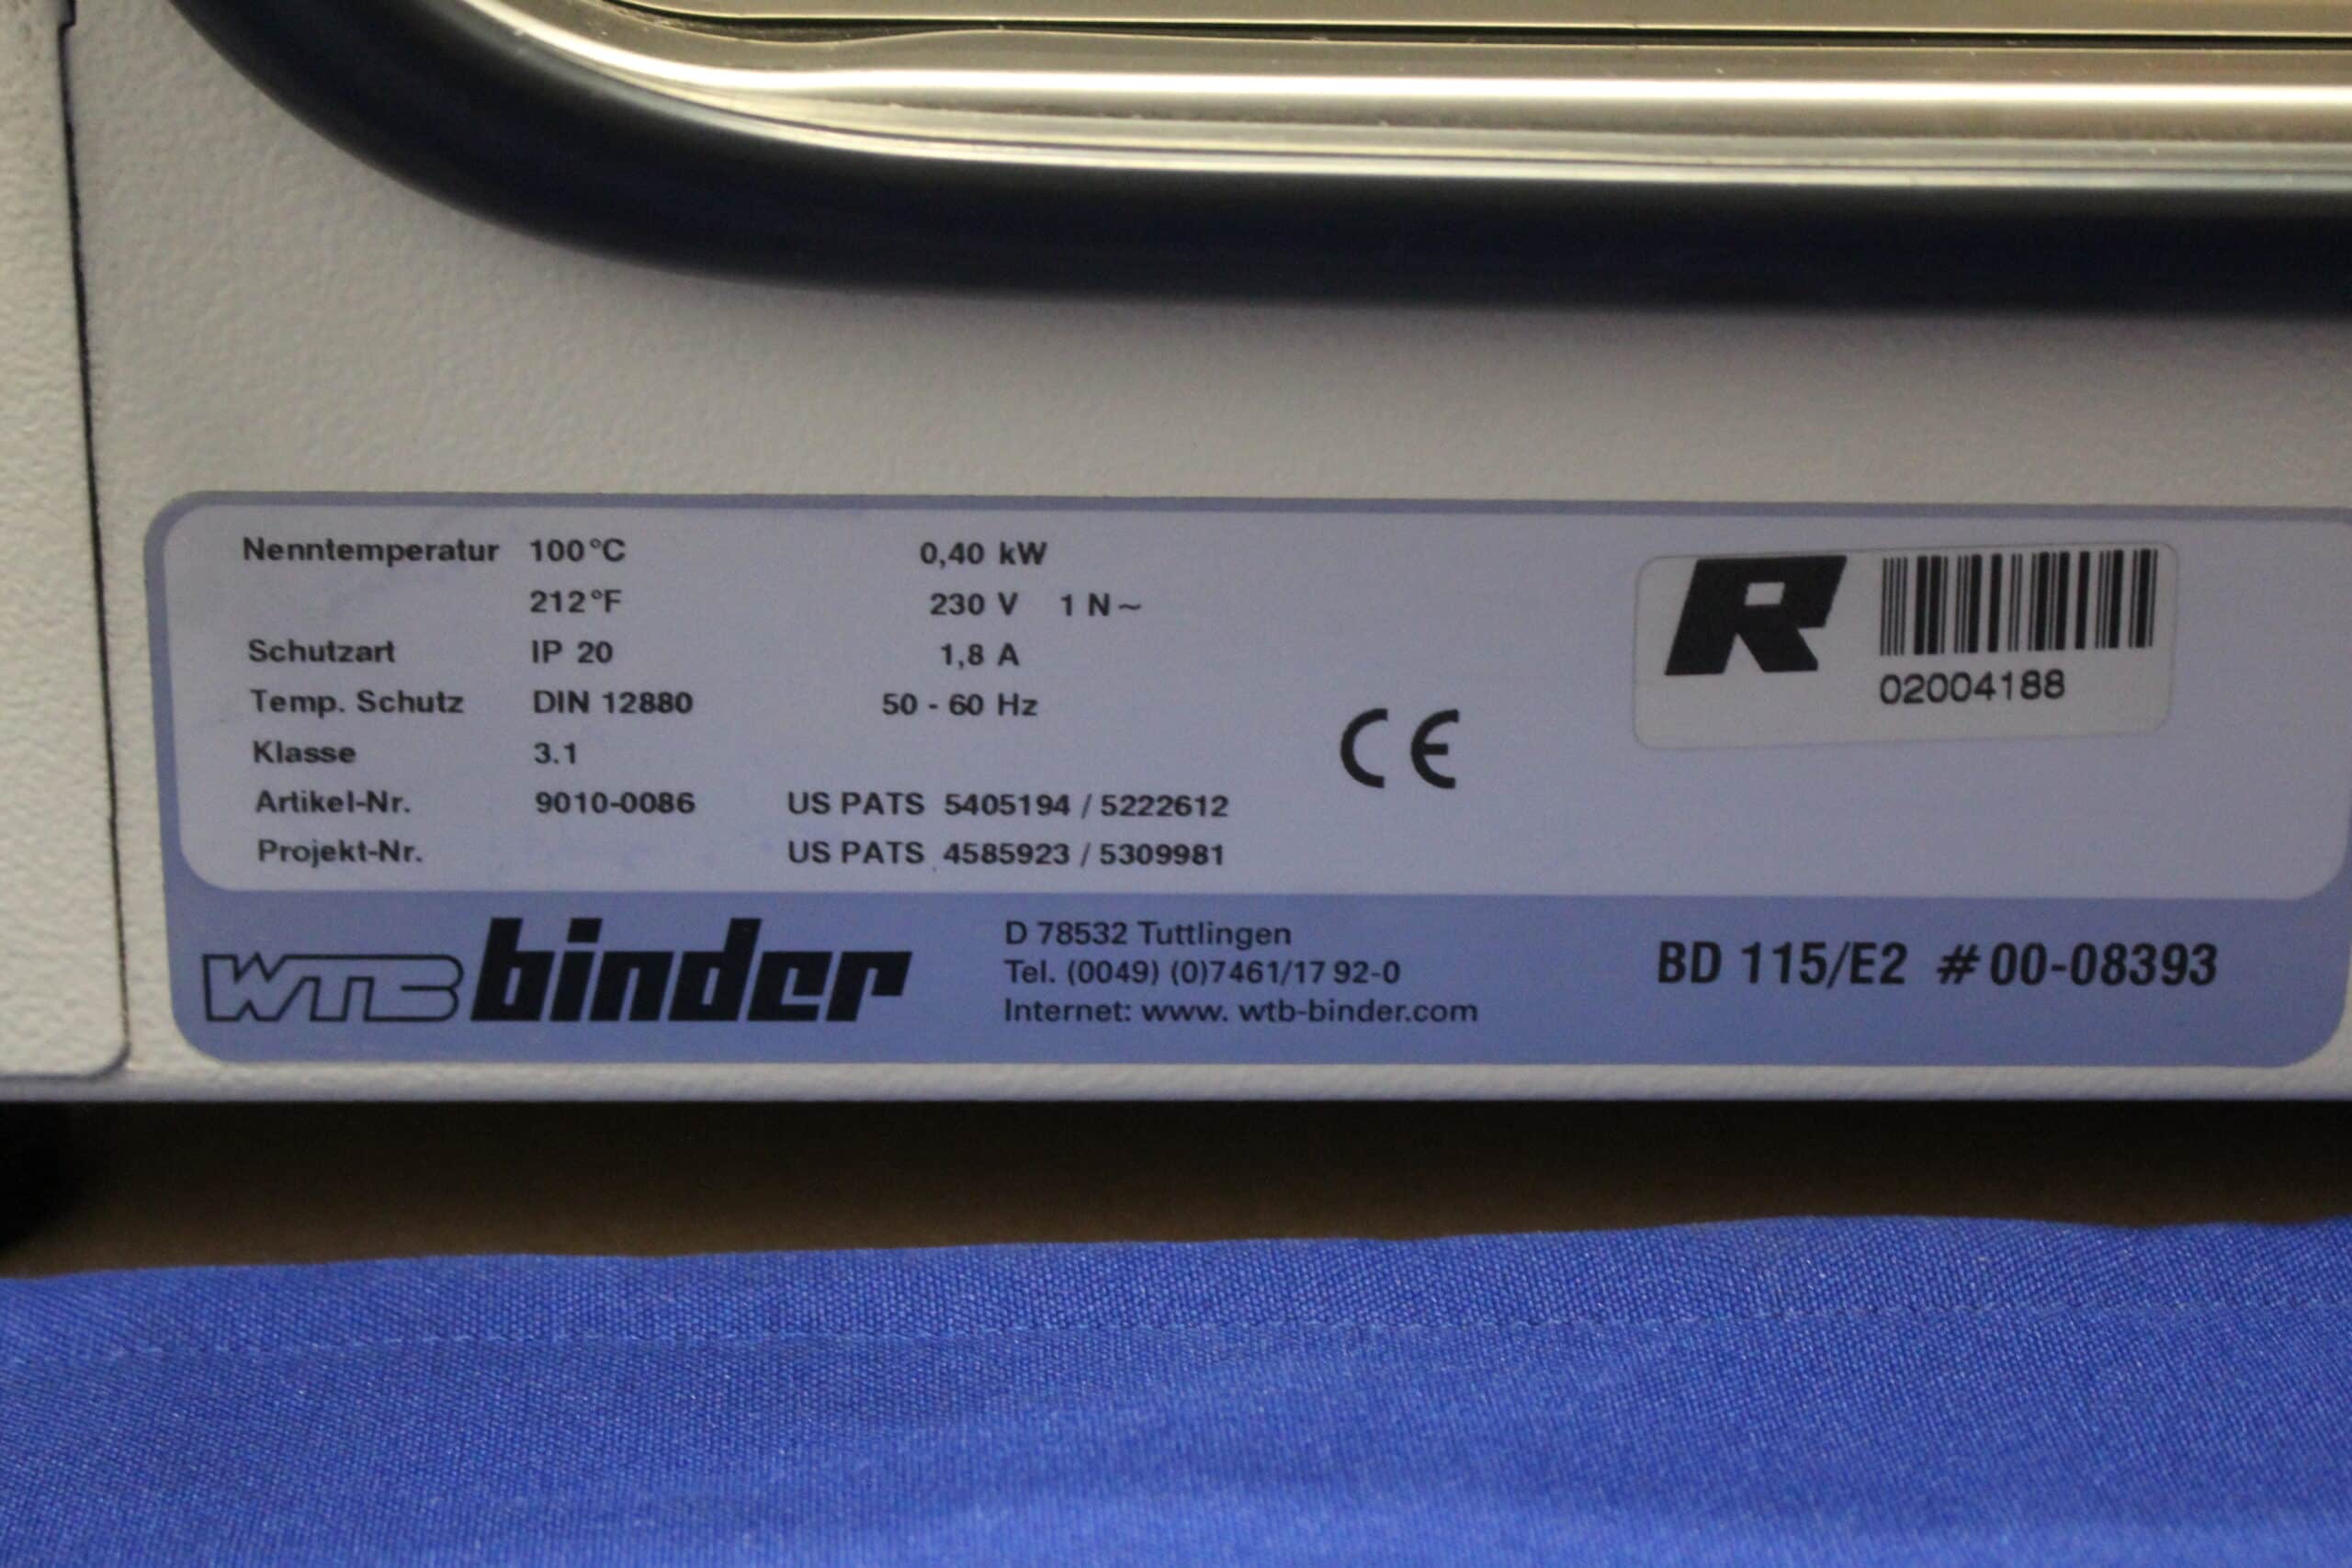 Nenntemperatur 100°C 0,40 kW
212°F 230 V 1 N~
Schutzart IP 20 1,8 A
Temp. Schutz DIN 12880 50 - 60 Hz
Klasse 3.1
Artikel-Nr. 9010-0086 US PATS 5405194 / 5222612
Projekt-Nr. US PATS 4585923 / 5309981
CE
R
02004188
WTB binder
D 78532 Tuttlingen
Tel. (0049) (0)7461/17 92-0
Internet: www. wtb-binder.com
BD 115/E2 # 00-08393